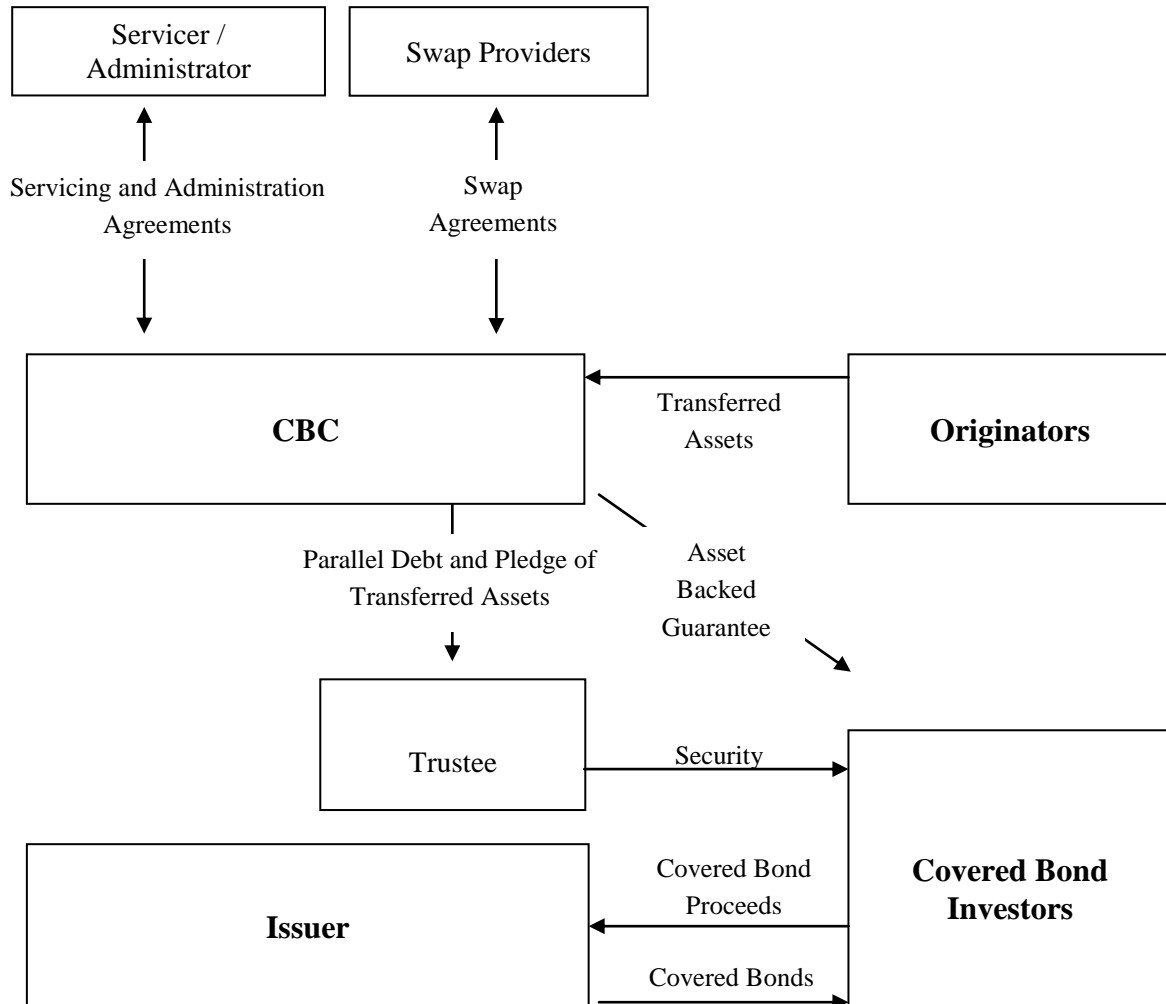 Servicer /
Administrator
Swap Providers
Servicing and Administration
Agreements
Swap
Agreements
CBC
Transferred
Assets
Originators
Parallel Debt and Pledge of
Transferred Assets
Asset
Backed
Guarantee
Trustee
Security
Covered Bond
Proceeds
Covered Bond
Investors
Issuer
Covered Bonds